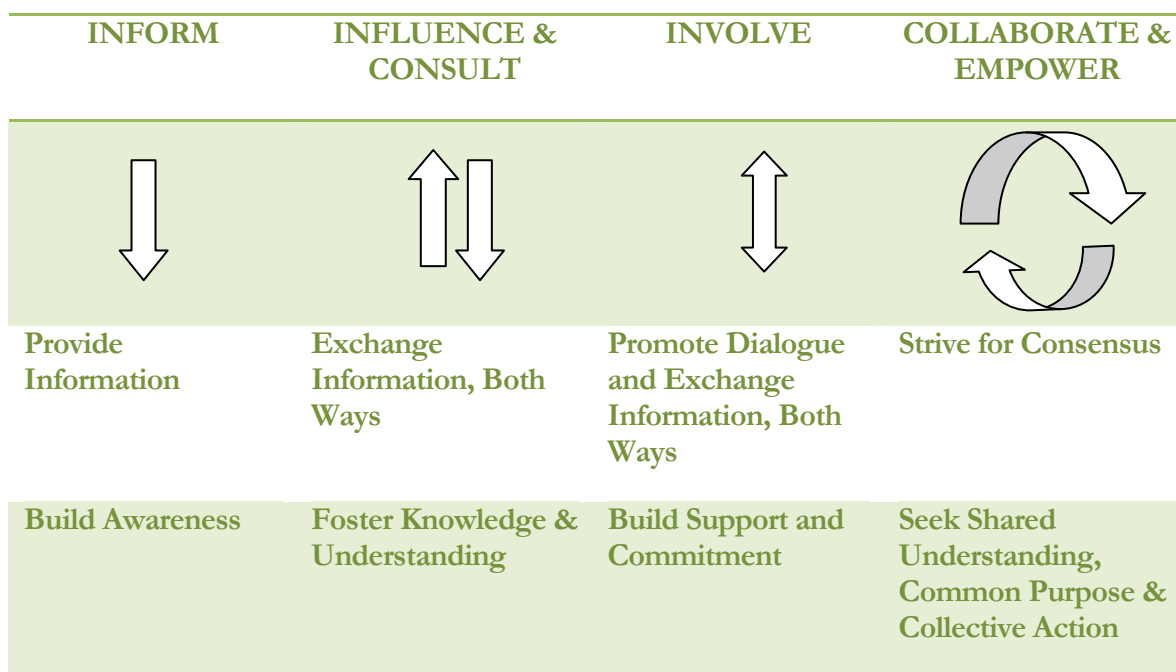 INFORM
INFLUENCE &
CONSULT
INVOLVE
COLLABORATE &
EMPOWER
Provide
Information
Exchange
Information, Both
Ways
Promote Dialogue
and Exchange
Information, Both
Ways
Strive for Consensus
Build Awareness
Foster Knowledge &
Understanding
Build Support and
Commitment
Seek Shared
Understanding,
Common Purpose &
Collective Action